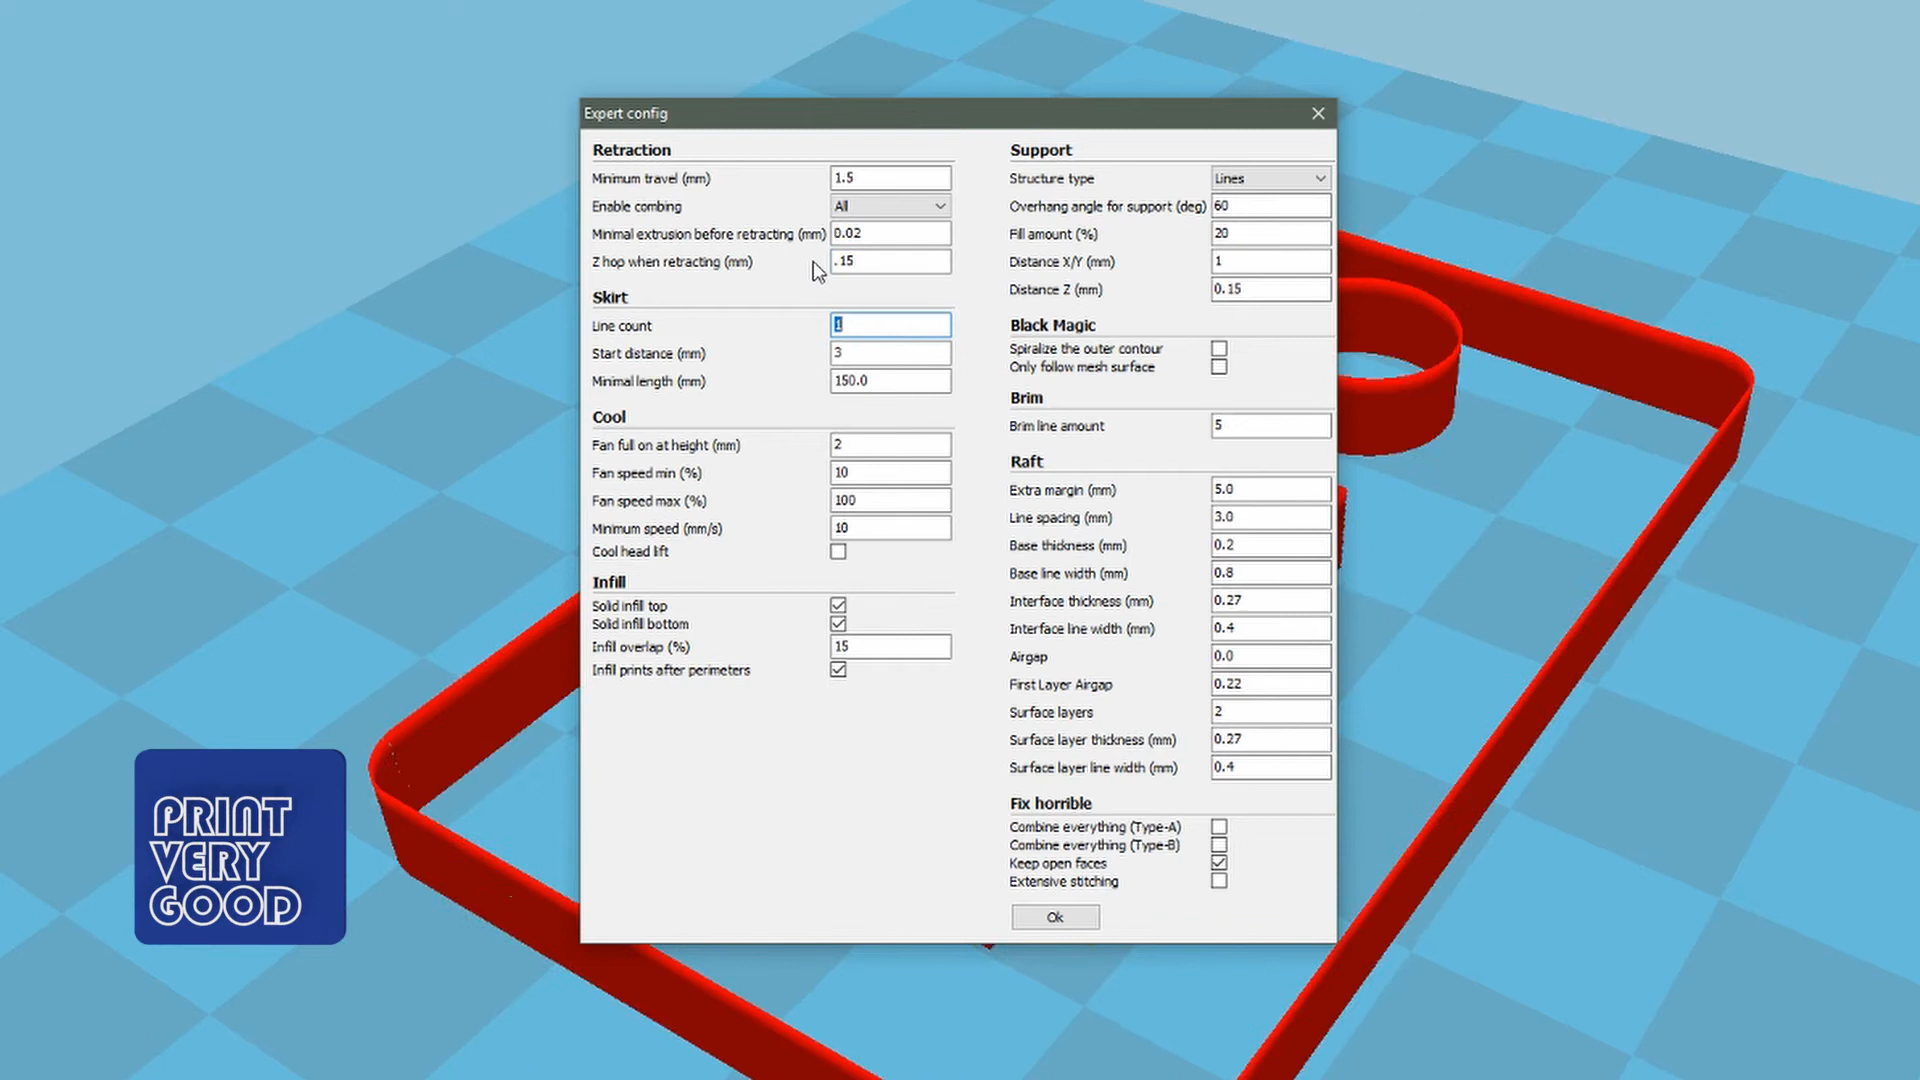 Expert config
Retraction
Minimum travel (mm) 1.5
Enable combing All
Minimal extrusion before retracting (mm) 0.02
Z hop when retracting (mm) .15
Skirt
Line count 1
Start distance (mm) 3
Minimal length (mm) 150.0
Cool
Fan full on at height (mm) 2
Fan speed min (%) 10
Fan speed max (%) 100
Minimum speed (mm/s) 10
Cool head lift
Infill
Solid infill top
Solid infill bottom
Infill overlap (%) 15
Infill prints after perimeters
Support
Structure type Lines
Overhang angle for support (deg) 60
Fill amount (%) 20
Distance X/Y (mm) 1
Distance Z (mm) 0.15
Black Magic
Spiralize the outer contour
Only follow mesh surface
Brim
Brim line amount 5
Raft
Extra margin (mm) 5.0
Line spacing (mm) 3.0
Base thickness (mm) 0.2
Base line width (mm) 0.8
Interface thickness (mm) 0.27
Interface line width (mm) 0.4
Airgap 0.0
First Layer Airgap 0.22
Surface layers 2
Surface layer thickness (mm) 0.27
Surface layer line width (mm) 0.4
Fix horrible
Combine everything (Type-A)
Combine everything (Type-B)
Keep open faces
Extensive stitching
Ok
PRINT
VERY
GOOD